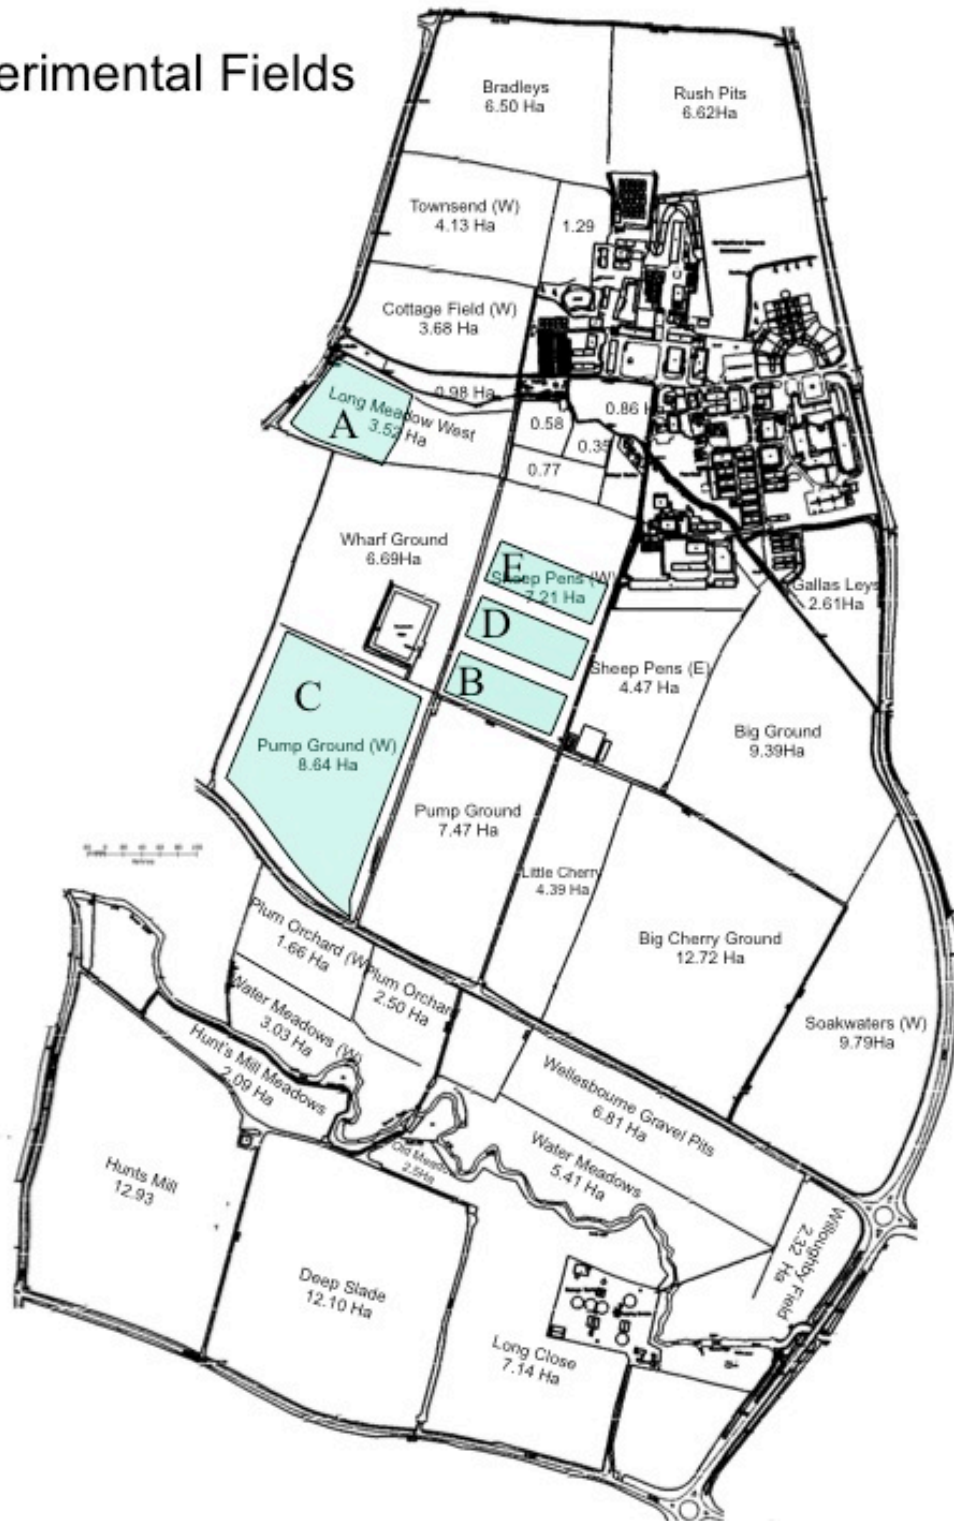 erimental Fields
Bradleys
6.50 Ha
Rush Pits
6.62Ha
Townsend (W)
4.13 Ha
1.29
Cottage Field (W)
3.68 Ha
0.98 Ha
Long Meadow West
3.52 Ha
A
0.86 H
0.58
0.35
0.77
Wharf Ground
6.69Ha
E
Sheep Pens (W)
7.21 Ha
Gallas Leys
2.61Ha
D
Sheep Pens (E)
4.47 Ha
B
C
Pump Ground (W)
8.64 Ha
Big Ground
9.39Ha
Pump Ground
7.47 Ha
Little Cherry
4.39 Ha
Big Cherry Ground
12.72 Ha
Plum Orchard (W)
1.66 Ha
Plum Orchar
2.50 Ha
Water Meadows (W)
3.03 Ha
Soakwaters (W)
9.79Ha
Hunt's Mill Meadows
2.09 Ha
Wellesbourne Gravel Pits
6.81 Ha
Old Meado
2.5Ha
Water Meadows
5.41 Ha
Hunts Mill
12.93
Willoughby Field
2.32 Ha
Deep Slade
12.10 Ha
Long Close
7.14 Ha